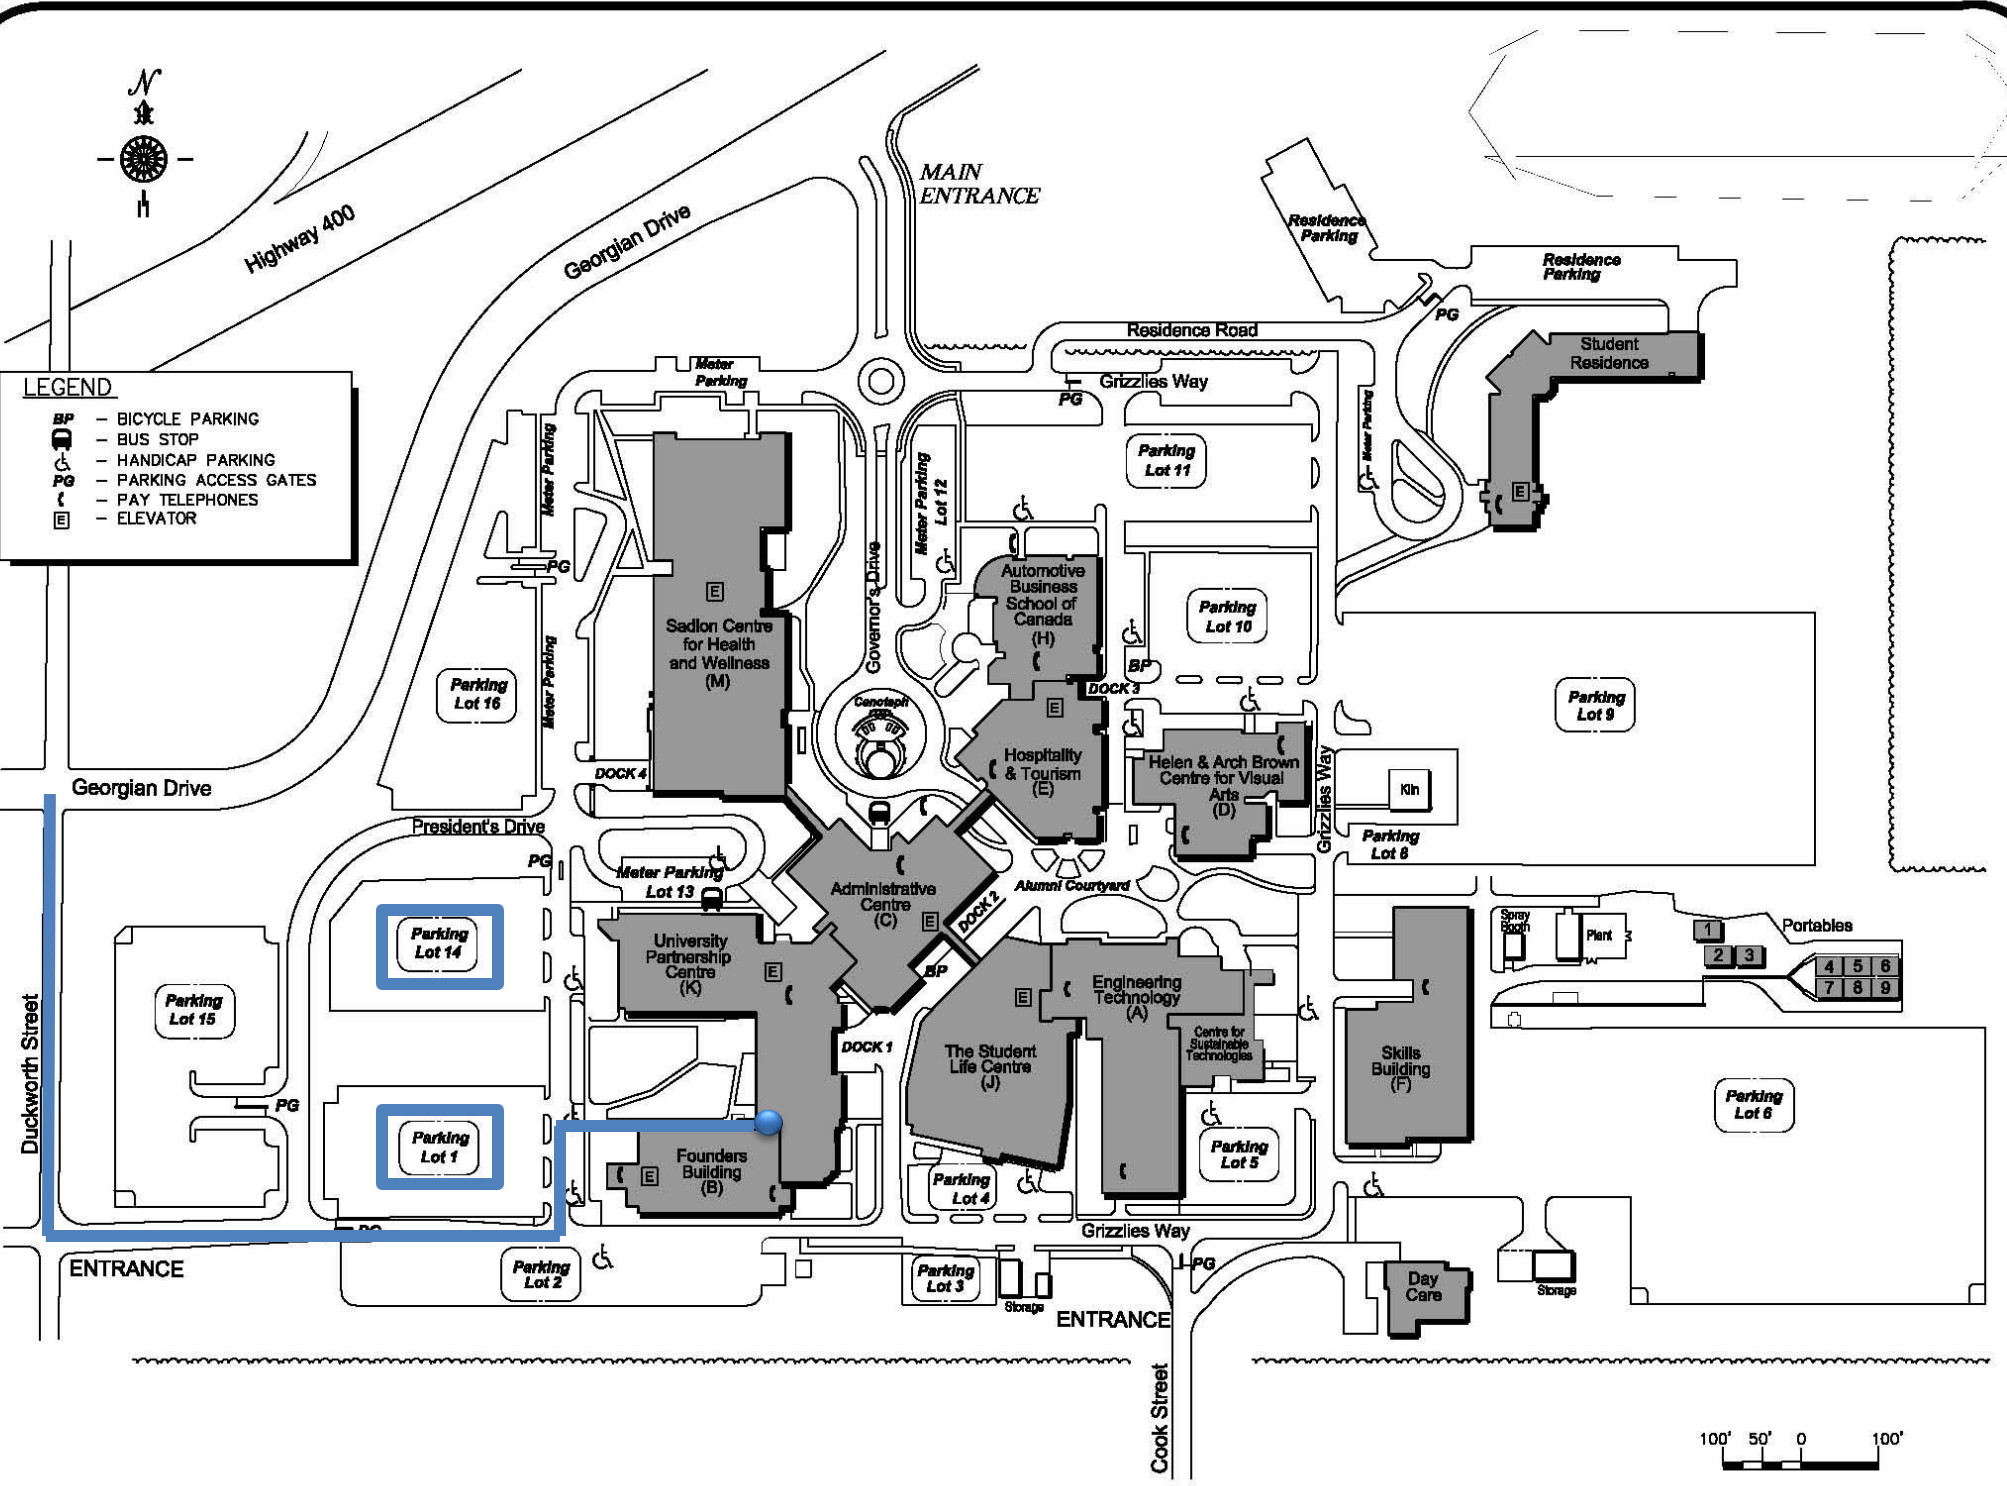 N
MAIN
ENTRANCE
Highway 400
Georgian Drive
Residence
Parking
Residence
Parking
PG
Residence Road
Student
Residence
E
LEGEND
BP – BICYCLE PARKING
– BUS STOP
– HANDICAP PARKING
PG – PARKING ACCESS GATES
– PAY TELEPHONES
E – ELEVATOR
Meter
Parking
Grizzlies Way
PG
Meter Parking
Meter Parking
Parking
Lot 11
Meter Parking
Lot 12
PG
Governor's Drive
Automotive
Business
School of
Canada
(H)
Parking
Lot 10
E
Sadlon Centre
for Health
and Wellness
(M)
BP
DOCK 3
Parking
Lot 16
Meter Parking
Cenotaph
E
Parking
Lot 9
Hospitality
& Tourism
(E)
Helen & Arch Brown
Centre for Visual
Arts
(D)
Grizzlies Way
Kiln
DOCK 4
Georgian Drive
President's Drive
Parking
Lot 8
PG
Meter Parking
Lot 13
Administrative
Centre
(C)
E
DOCK 2
Alumni Courtyard
Parking
Lot 14
University
Partnership
Centre
(K)
E
BP
Spray
Booth
Plant
Portables
1
2 3
4 5 6
7 8 9
Parking
Lot 15
Engineering
Technology
(A)
E
Centre for
Sustainable
Technologies
DOCK 1
The Student
Life Centre
(J)
Skills
Building
(F)
Duckworth Street
PG
Parking
Lot 6
Parking
Lot 1
Founders
Building
(B)
E
Parking
Lot 5
Parking
Lot 4
PG
Grizzlies Way
ENTRANCE
Parking
Lot 2
Parking
Lot 3
Storage
PG
Day
Care
Storage
ENTRANCE
Cook Street
100' 50' 0 100'